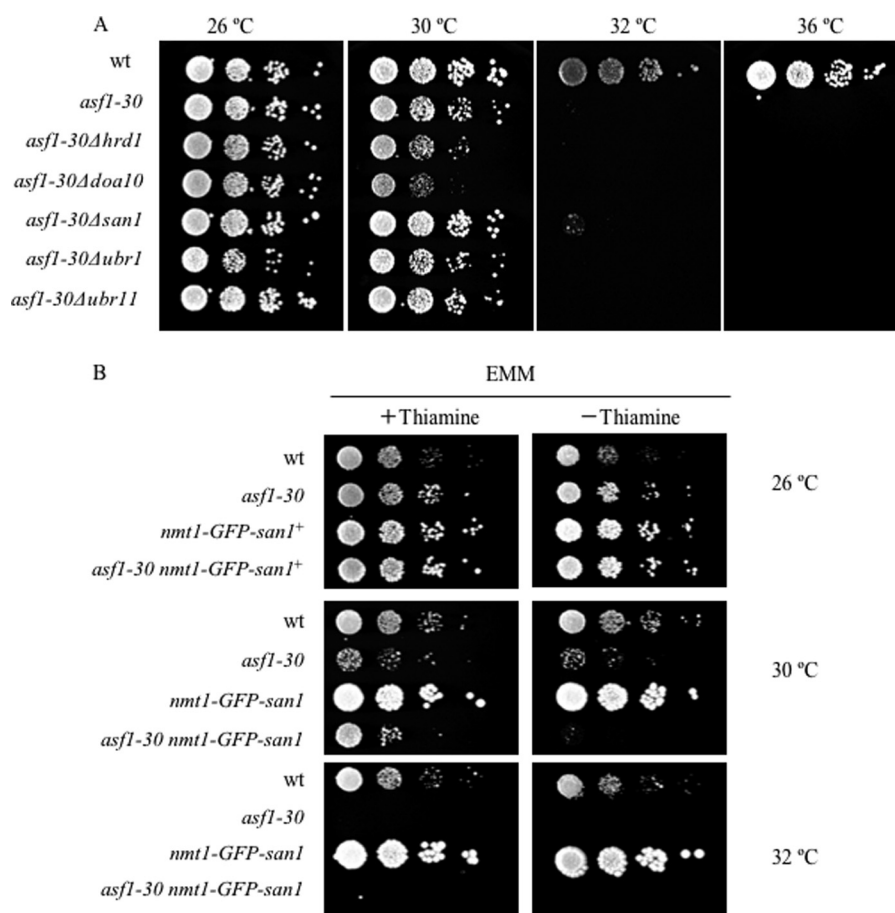 A
26 ºC 30 ºC 32 ºC 36 ºC
wt
asf1-30
asf1-30Δhrd1
asf1-30Δdoa10
asf1-30Δsan1
asf1-30Δubr1
asf1-30Δubr11
B
EMM
+Thiamine −Thiamine
wt
asf1-30
nmt1-GFP-san1⁺
asf1-30 nmt1-GFP-san1⁺
26 ºC
wt
asf1-30
nmt1-GFP-san1
asf1-30 nmt1-GFP-san1
30 ºC
wt
asf1-30
nmt1-GFP-san1
asf1-30 nmt1-GFP-san1
32 ºC